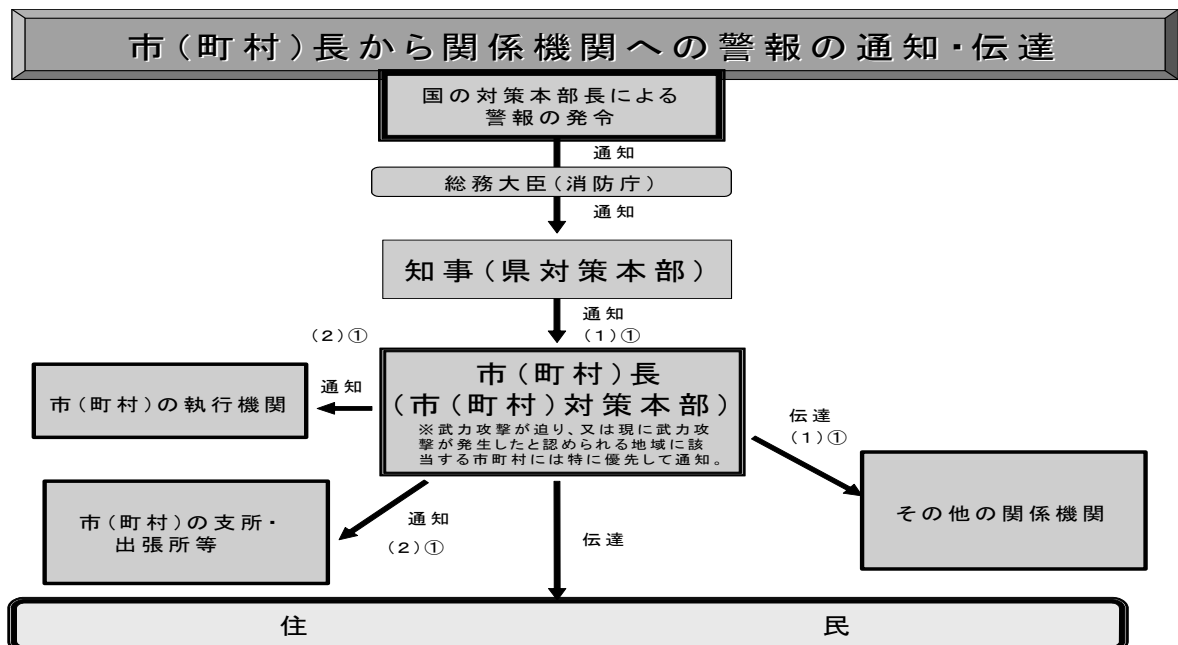 市(町村)長から関係機関への警報の通知・伝達
国の対策本部長による
警報の発令
通知
総務大臣(消防庁)
通知
知事(県対策本部)
通知
(1)①
(2)①
市(町村)長
(市(町村)対策本部)
※武力攻撃が迫り、又は現に武力攻
撃が発生したと認められる地域に該
当する市町村には特に優先して通知。
通知
市(町村)の執行機関
伝達
(1)①
その他の関係機関
市(町村)の支所・
出張所等
通知
(2)①
伝達
住民